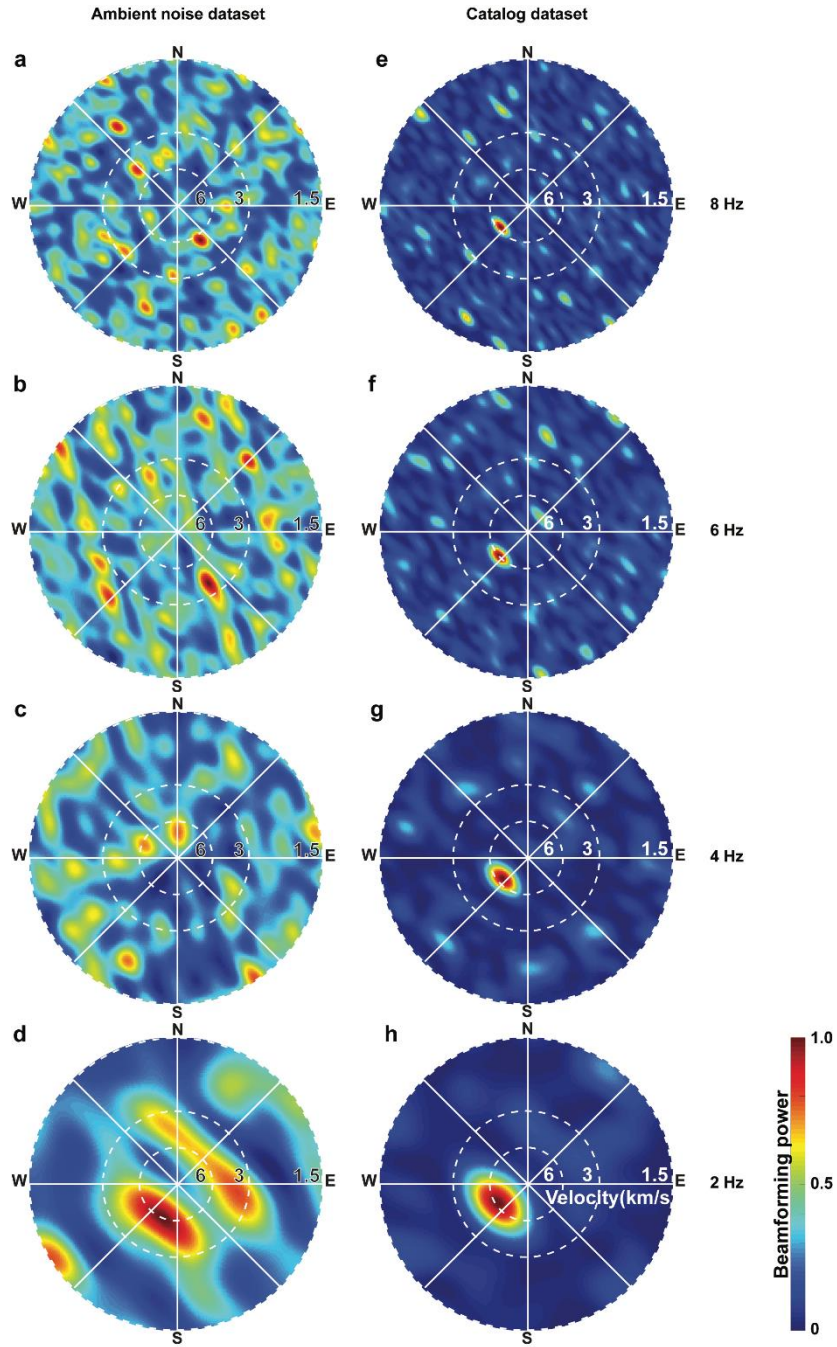 Ambient noise dataset
Catalog dataset
a
N
W
6 3 1.5
E
S
e
N
W
6 3 1.5
E
S
8 Hz
b
N
W
6 3 1.5
E
S
f
N
W
6 3 1.5
E
S
6 Hz
c
N
W
6 3 1.5
E
S
g
N
W
6 3 1.5
E
S
4 Hz
d
N
W
6 3 1.5
E
S
h
N
W
6 3 1.5
E
Velocity(km/s
S
2 Hz
Beamforming power
1.0
0.5
0